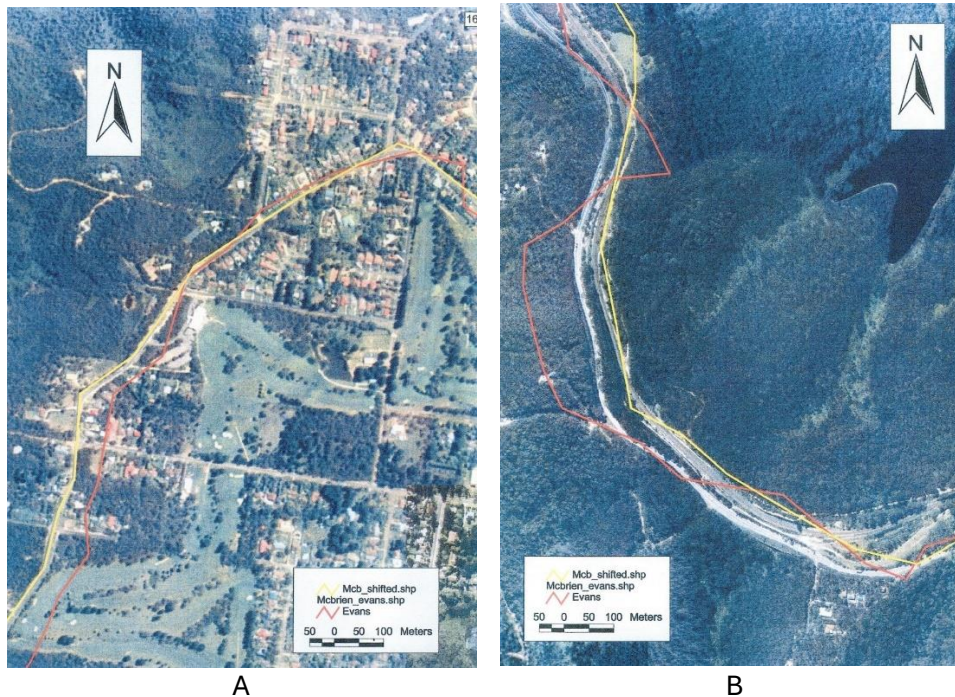 16
N
Mcb_shifted.shp
Mcbrien_evans.shp
Evans
50 0 50 100 Meters
A
N
Mcb_shifted.shp
Mcbrien_evans.shp
Evans
50 0 50 100 Meters
B